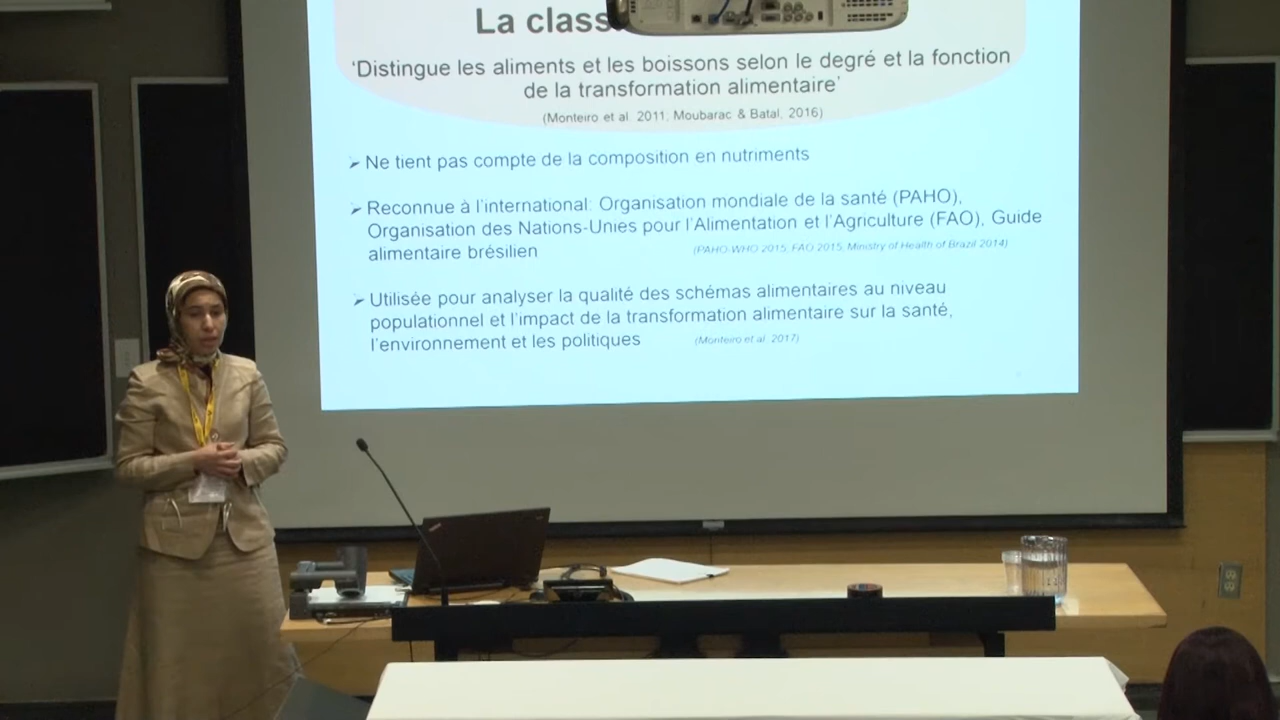 La class
‘Distingue les aliments et les boissons selon le degré et la fonction
de la transformation alimentaire’
(Monteiro et al. 2011; Moubarac & Batal, 2016)
➢ Ne tient pas compte de la composition en nutriments
➢ Reconnue à l’international: Organisation mondiale de la santé (PAHO),
Organisation des Nations-Unies pour l’Alimentation et l’Agriculture (FAO), Guide
alimentaire brésilien (PAHO-WHO 2015, FAO 2015, Ministry of Health of Brazil 2014)
➢ Utilisée pour analyser la qualité des schémas alimentaires au niveau
populationnel et l’impact de la transformation alimentaire sur la santé,
l’environnement et les politiques (Monteiro et al. 2017)